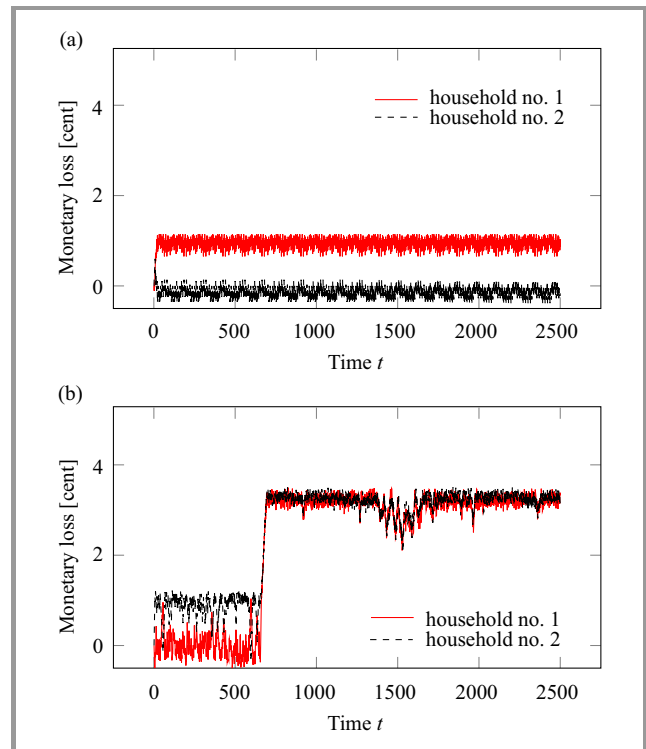 (a)
Monetary loss [cent]
4
2
0
household no. 1
household no. 2
0 500 1000 1500 2000 2500
Time t
(b)
Monetary loss [cent]
4
2
0
household no. 1
household no. 2
0 500 1000 1500 2000 2500
Time t